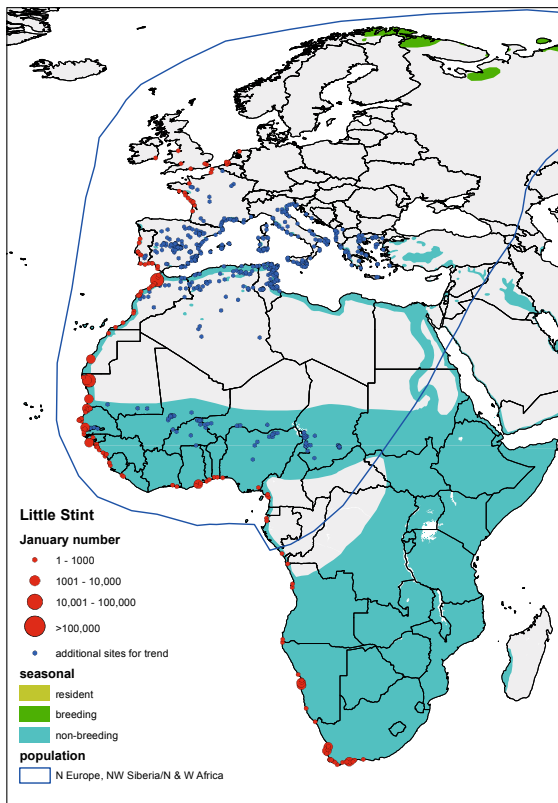 Little Stint
January number
1 - 1000
1001 - 10,000
10,001 - 100,000
>100,000
additional sites for trend
seasonal
resident
breeding
non-breeding
population
N Europe, NW Siberia/N & W Africa